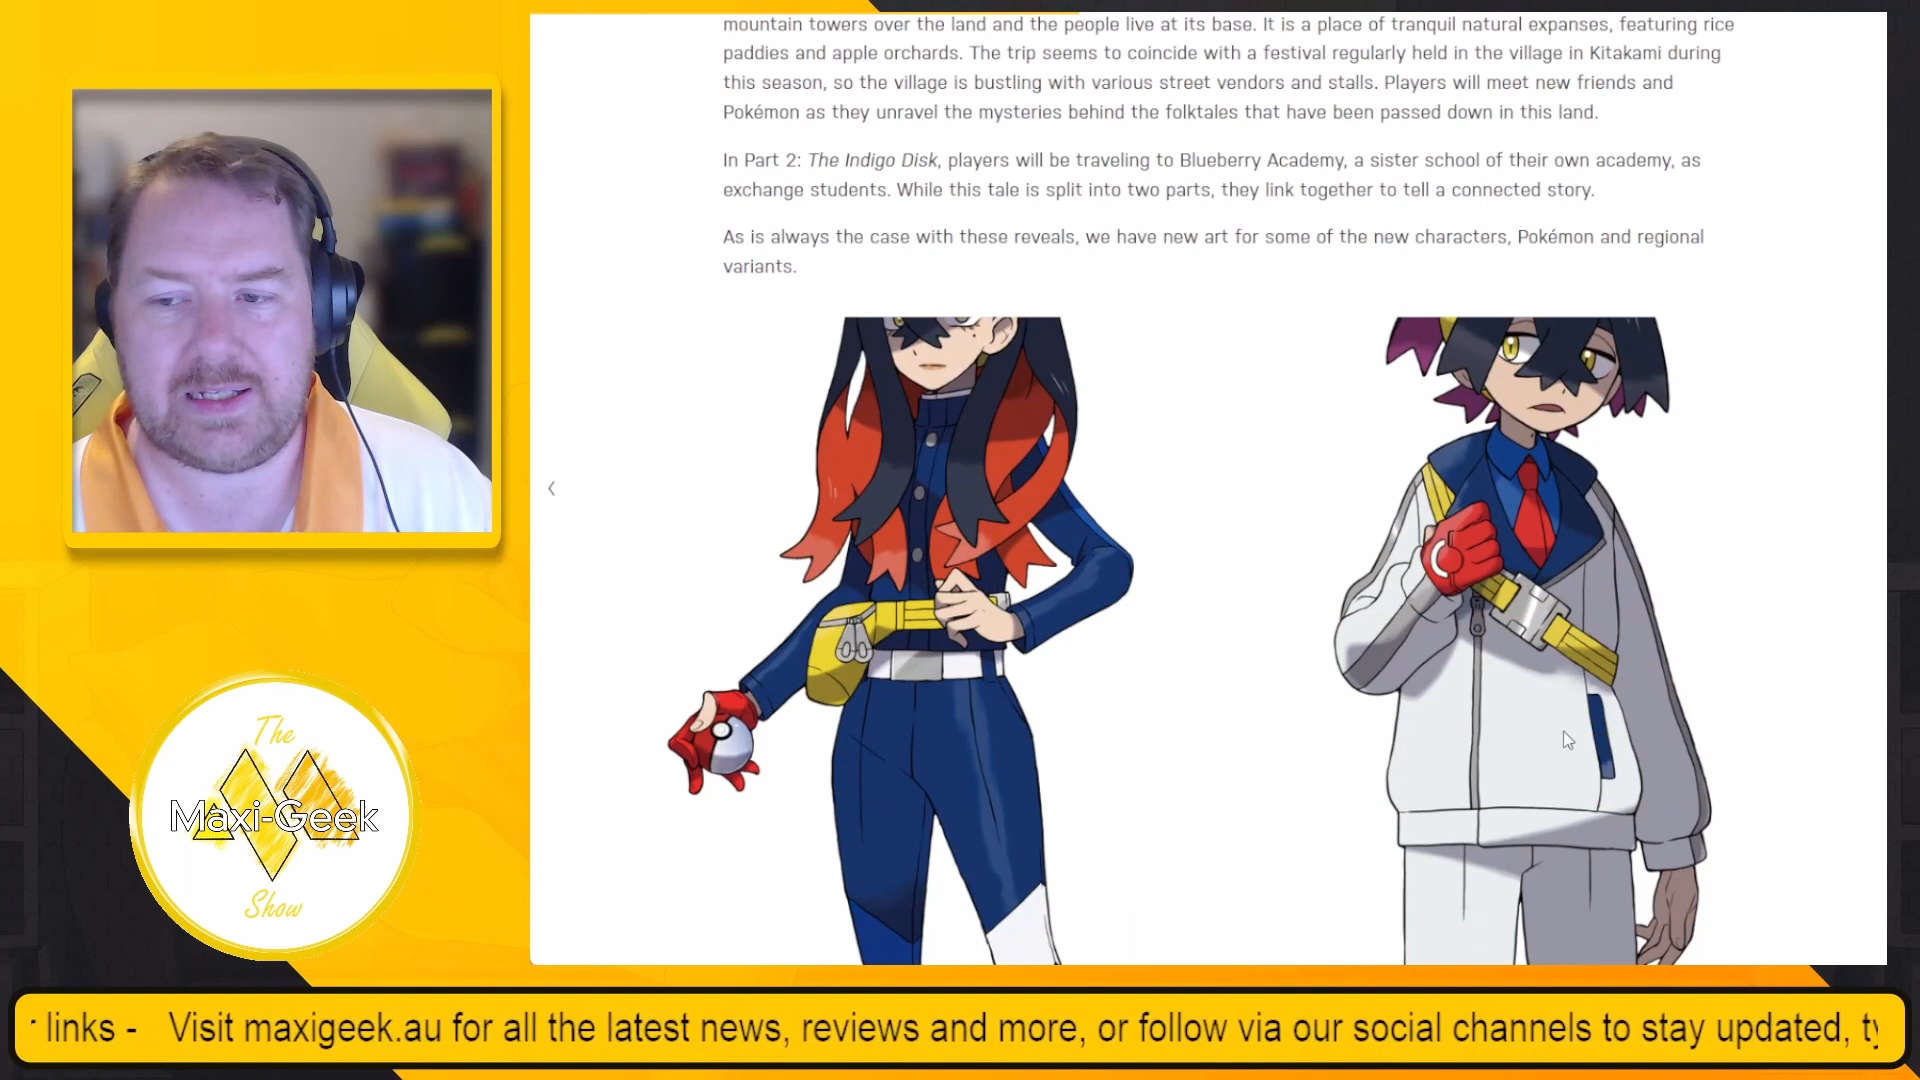 mountain towers over the land and the people live at its base. It is a place of tranquil natural expanses, featuring rice
paddies and apple orchards. The trip seems to coincide with a festival regularly held in the village in Kitakami during
this season, so the village is bustling with various street vendors and stalls. Players will meet new friends and
Pokémon as they unravel the mysteries behind the folktales that have been passed down in this land.
In Part 2: The Indigo Disk, players will be traveling to Blueberry Academy, a sister school of their own academy, as
exchange students. While this tale is split into two parts, they link together to tell a connected story.
As is always the case with these reveals, we have new art for some of the new characters, Pokémon and regional
variants.
The
Maxi-Geek
Show
links - Visit maxigeek.au for all the latest news, reviews and more, or follow via our social channels to stay updated,